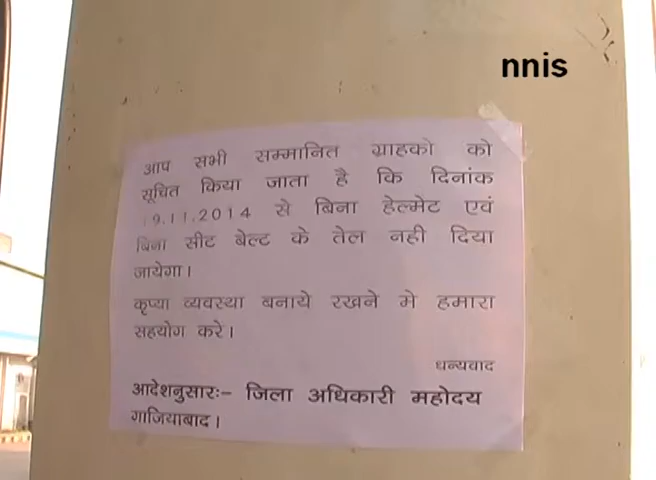 nnis
आप सभी सम्मानित ग्राहको को
सूचित किया जाता है कि दिनांक
19.11.2014 से बिना हेल्मेट एवं
बिना सीट बेल्ट के तेल नही दिया
जायेगा।
कृप्या व्यवस्था बनाये रखने मे हमारा
सहयोग करे।
धन्यवाद
आदेशनुसारः– जिला अधिकारी महोदय
गाजियाबाद।